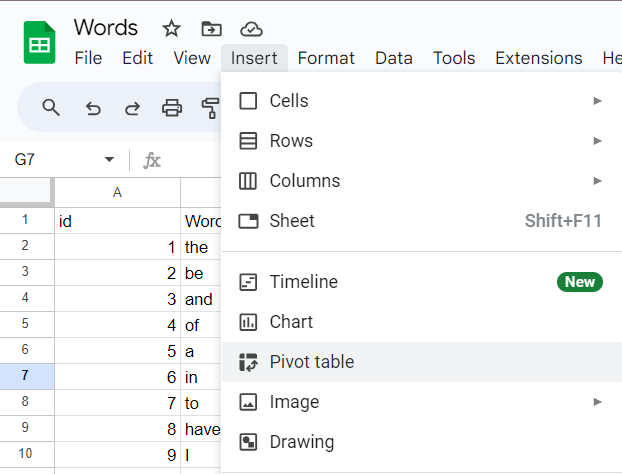 Words
File Edit View Insert Format Data Tools Extensions He
G7 fx
Cells
Rows
Columns
Sheet Shift+F11
Timeline New
Chart
Pivot table
Image
Drawing
A
1 id Word
2 1 the
3 2 be
4 3 and
5 4 of
6 5 a
7 6 in
8 7 to
9 8 have
10 9 I